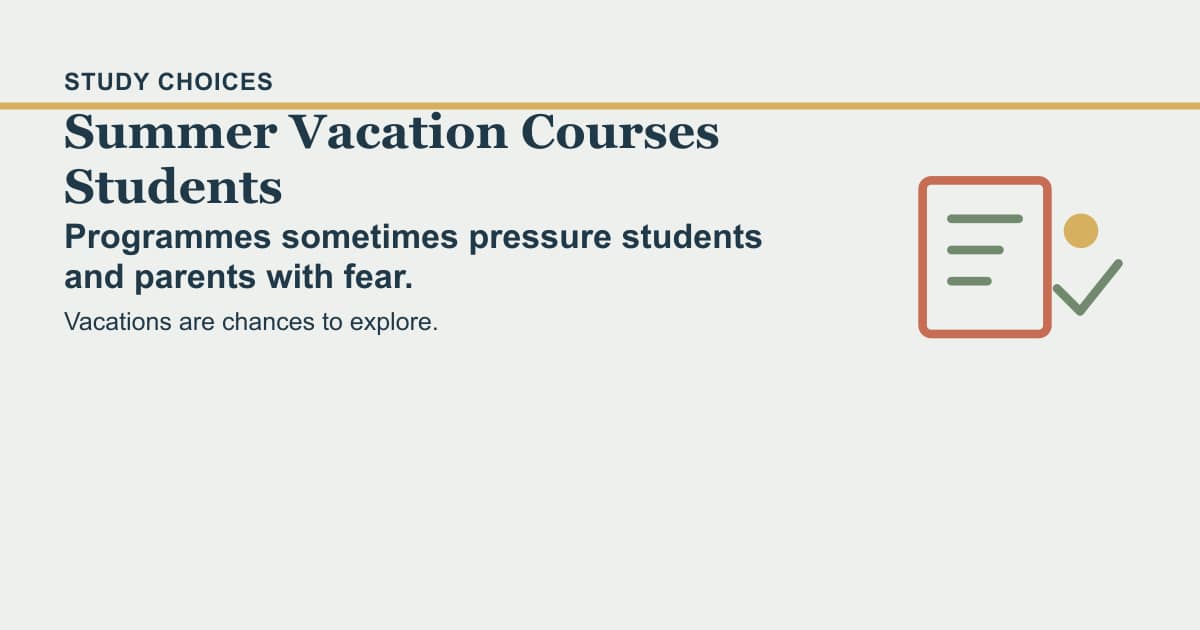 STUDY CHOICES
Summer Vacation Courses
Students
Programmes sometimes pressure students
and parents with fear.
Vacations are chances to explore.